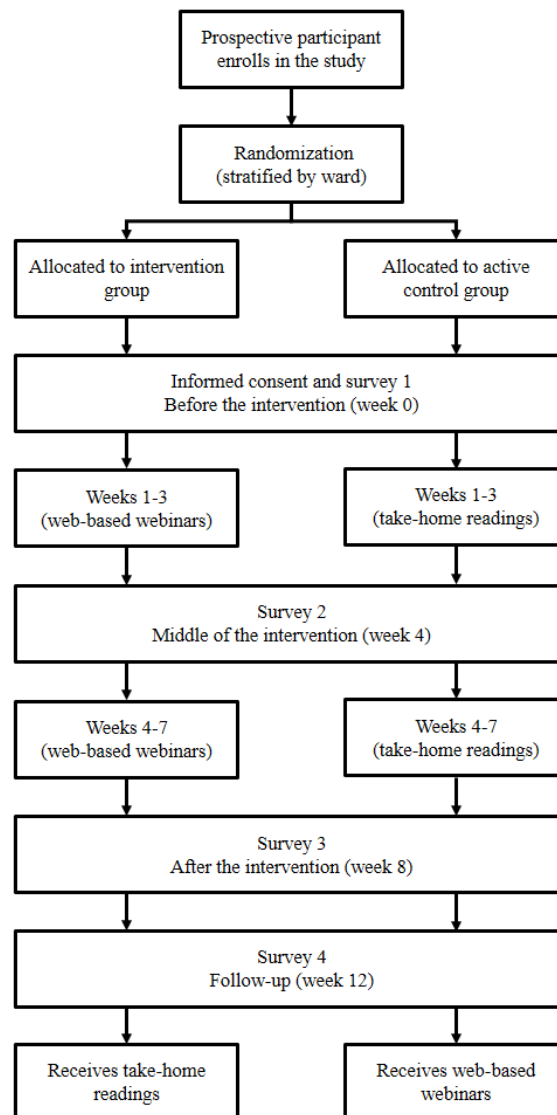 Prospective participant
enrolls in the study
Randomization
(stratified by ward)
Allocated to intervention
group
Allocated to active
control group
Informed consent and survey 1
Before the intervention (week 0)
Weeks 1-3
(web-based webinars)
Weeks 1-3
(take-home readings)
Survey 2
Middle of the intervention (week 4)
Weeks 4-7
(web-based webinars)
Weeks 4-7
(take-home readings)
Survey 3
After the intervention (week 8)
Survey 4
Follow-up (week 12)
Receives take-home
readings
Receives web-based
webinars